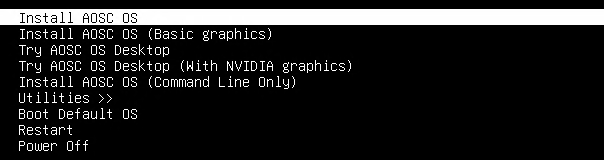 Install AOSC OS
Install AOSC OS (Basic graphics)
Try AOSC OS Desktop
Try AOSC OS Desktop (With NVIDIA graphics)
Install AOSC OS (Command Line Only)
Utilities >>
Boot Default OS
Restart
Power Off